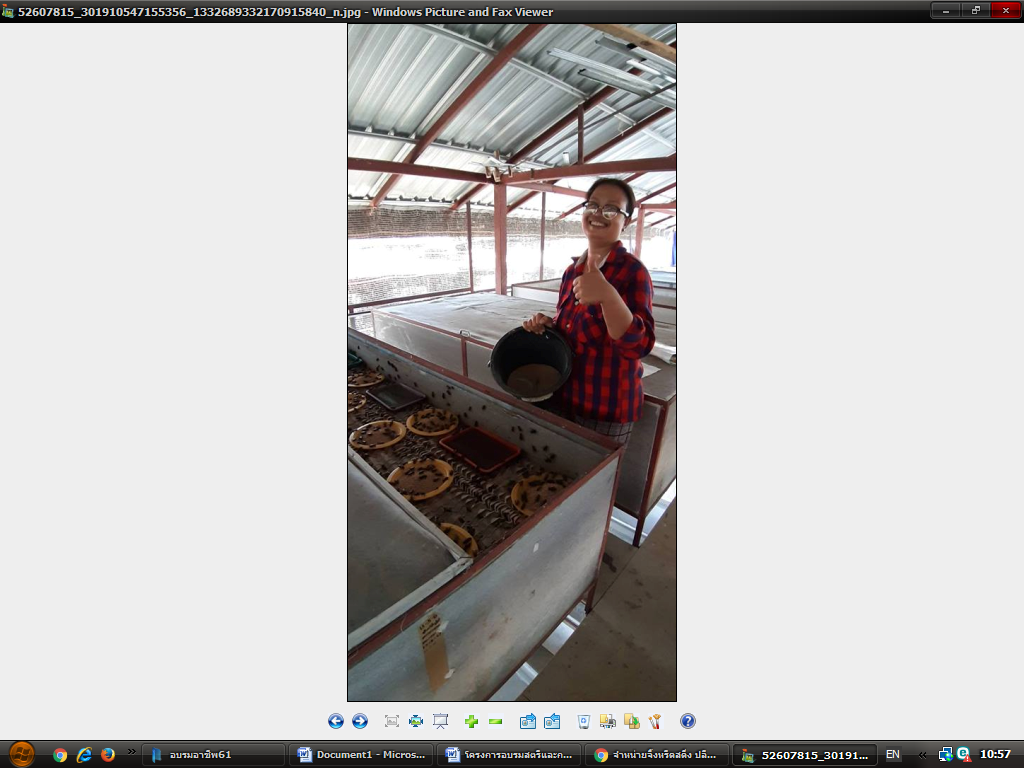 52607815_301910547155356_1332689332170915840_n.jpg - Windows Picture and Fax Viewer
อบรมอาชีพ61
Document1 - Micros...
โครงการอบรมสตรีและก...
จำหน่ายจิ้งหรีดสดิ้ง ปลี...
52607815_30191...
EN
10:57